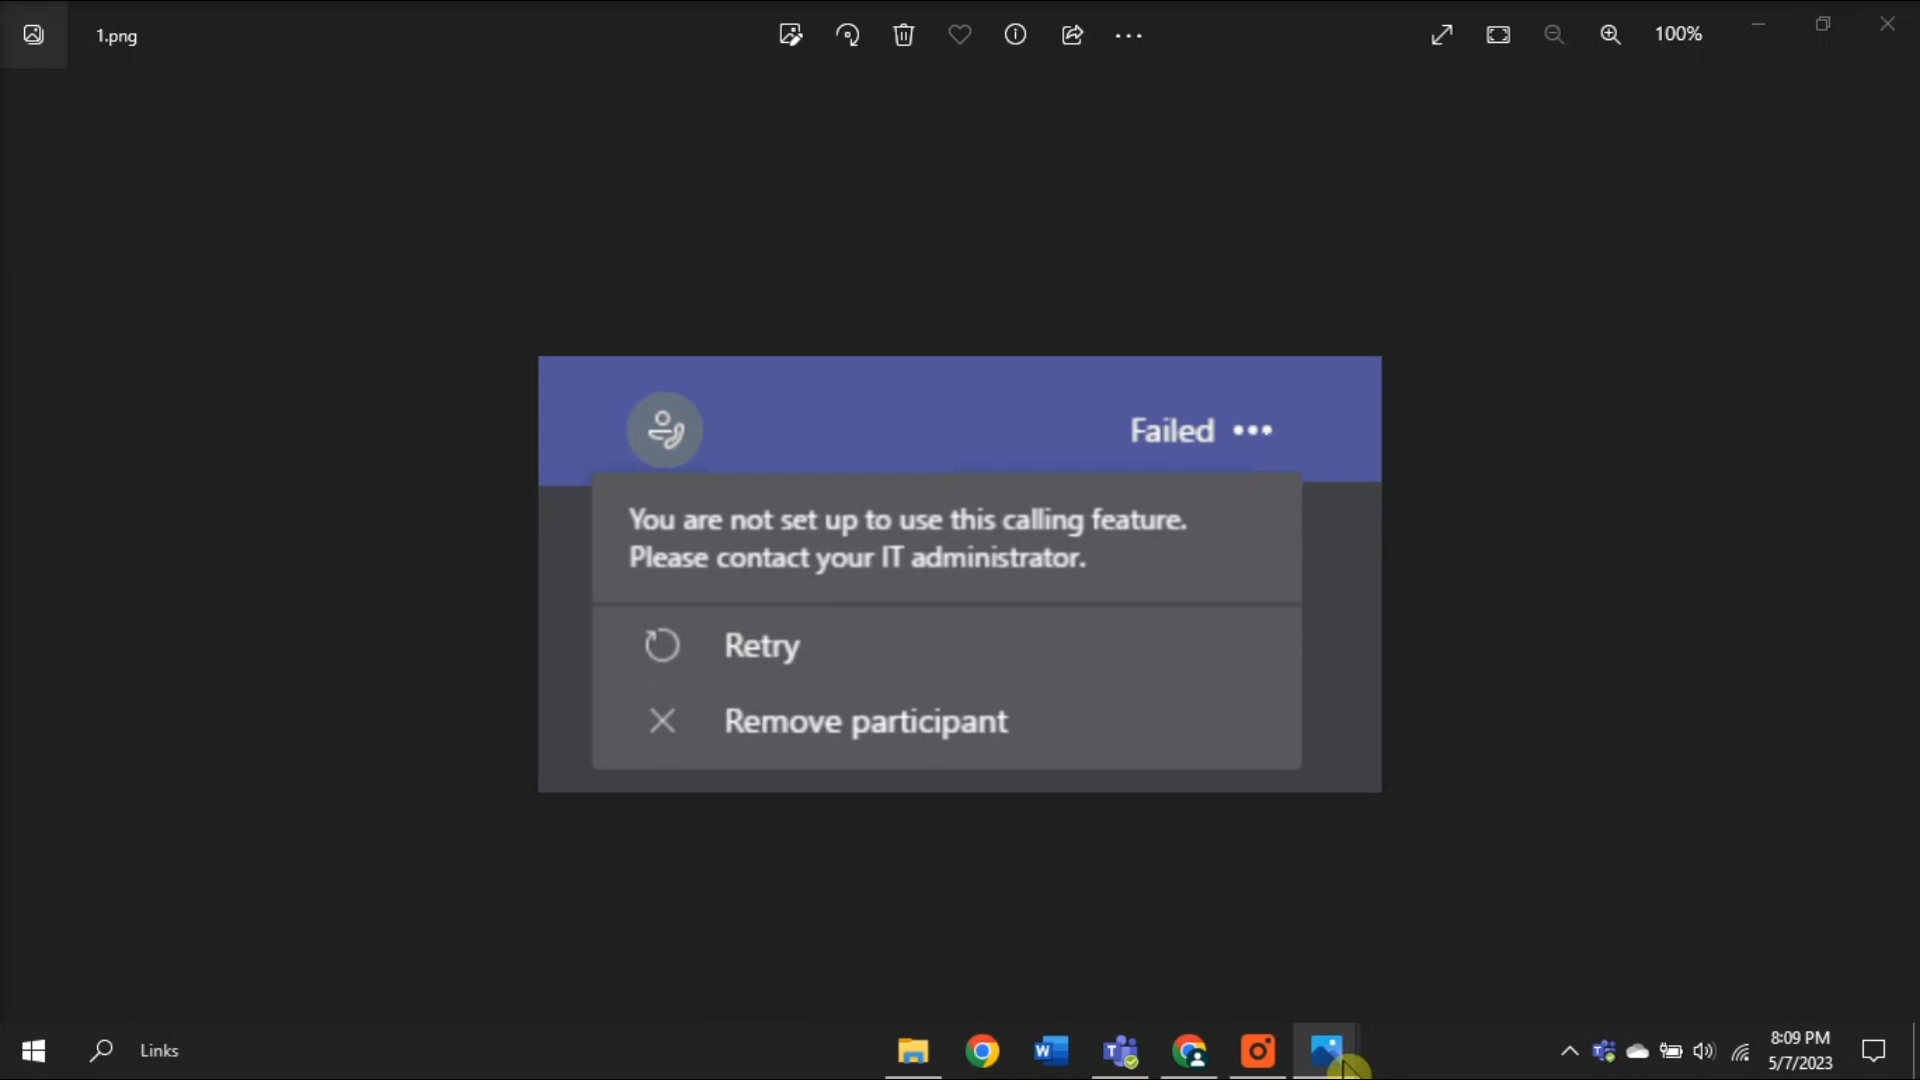 1.png
100%
Failed
You are not set up to use this calling feature.
Please contact your IT administrator.
Retry
Remove participant
Links
8:09 PM
5/7/2023